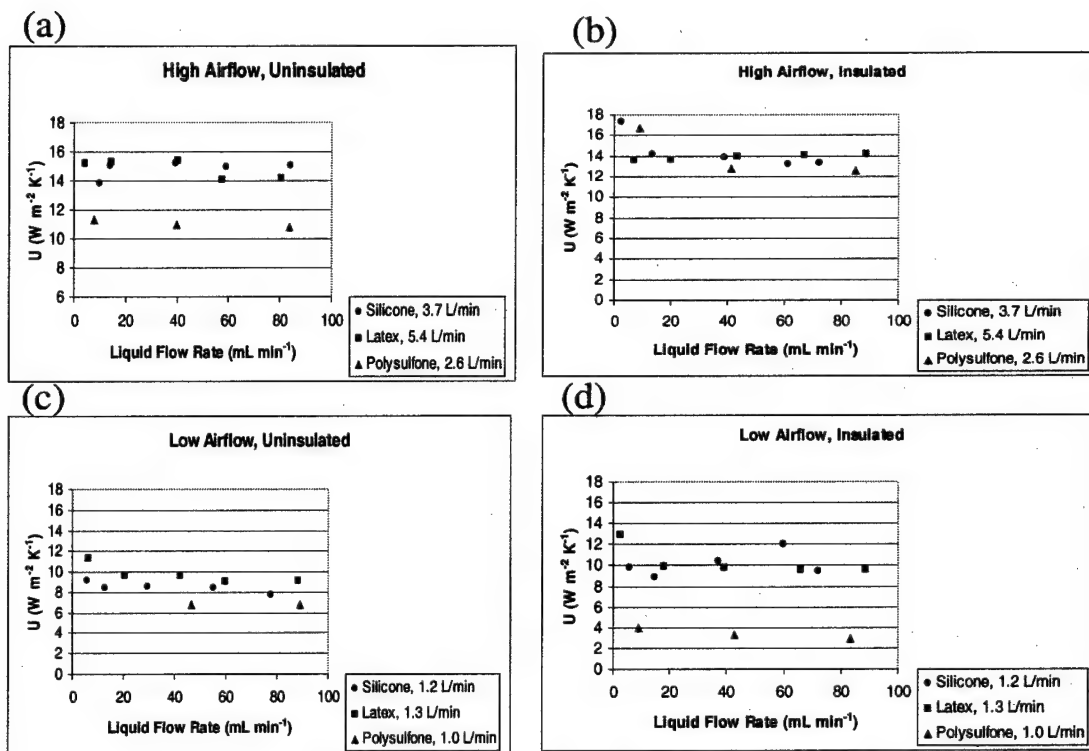 (a)
High Airflow, Uninsulated
U (W m⁻² K⁻¹)
18
16
14
12
10
8
6
0 20 40 60 80 100
Liquid Flow Rate (mL min⁻¹)
Silicone, 3.7 L/min
Latex, 5.4 L/min
Polysulfone, 2.6 L/min
(b)
High Airflow, Insulated
U (W m⁻² K⁻¹)
18
16
14
12
10
8
6
4
2
0
0 20 40 60 80 100
Liquid Flow Rate (mL min⁻¹)
Silicone, 3.7 L/min
Latex, 5.4 L/min
Polysulfone, 2.6 L/min
(c)
Low Airflow, Uninsulated
U (W m⁻² K⁻¹)
18
16
14
12
10
8
6
4
2
0
0 20 40 60 80 100
Liquid Flow Rate (mL min⁻¹)
Silicone, 1.2 L/min
Latex, 1.3 L/min
Polysulfone, 1.0 L/min
(d)
Low Airflow, Insulated
U (W m⁻² K⁻¹)
18
16
14
12
10
8
6
4
2
0
0 20 40 60 80 100
Liquid Flow Rate (mL min⁻¹)
Silicone, 1.2 L/min
Latex, 1.3 L/min
Polysulfone, 1.0 L/min